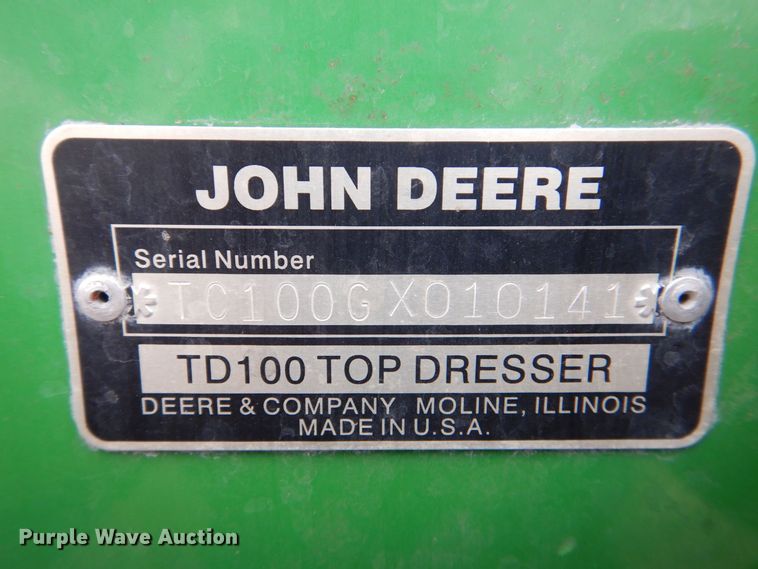 JOHN DEERE
Serial Number
*TC100GX010141*
TD100 TOP DRESSER
DEERE & COMPANY MOLINE, ILLINOIS
MADE IN U.S.A.
Purple Wave Auction